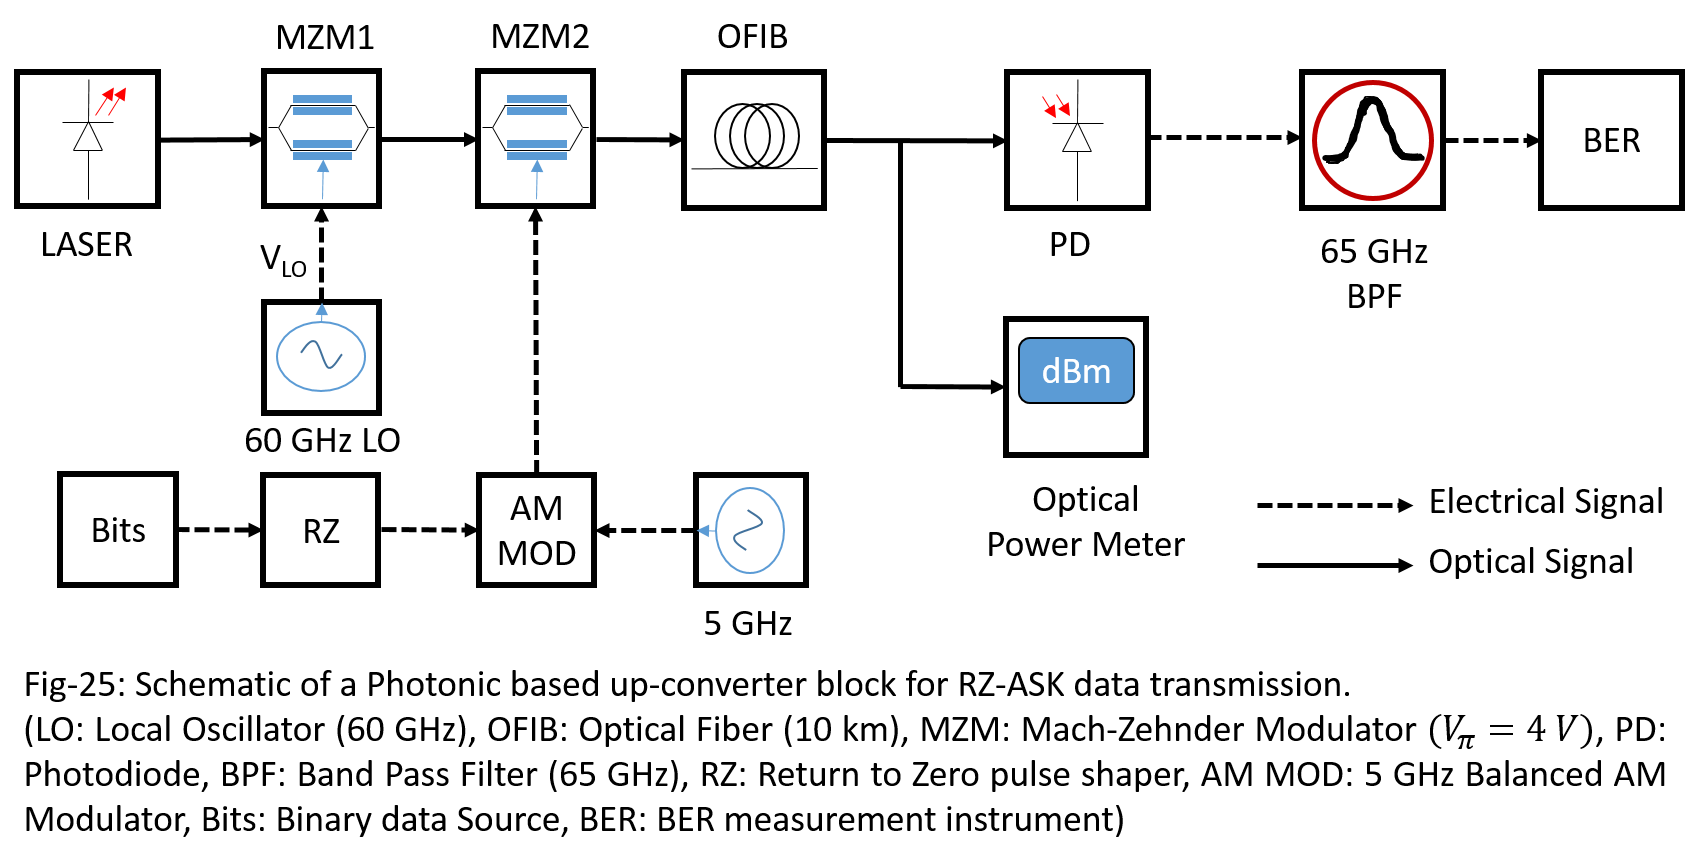 MZM1
MZM2
OFIB
LASER
V_LO
PD
65 GHz
BPF
BER
60 GHz LO
dBm
Bits
RZ
AM
MOD
5 GHz
Optical
Power Meter
Electrical Signal
Optical Signal
Fig-25: Schematic of a Photonic based up-converter block for RZ-ASK data transmission.
(LO: Local Oscillator (60 GHz), OFIB: Optical Fiber (10 km), MZM: Mach-Zehnder Modulator (V_π = 4 V), PD:
Photodiode, BPF: Band Pass Filter (65 GHz), RZ: Return to Zero pulse shaper, AM MOD: 5 GHz Balanced AM
Modulator, Bits: Binary data Source, BER: BER measurement instrument)